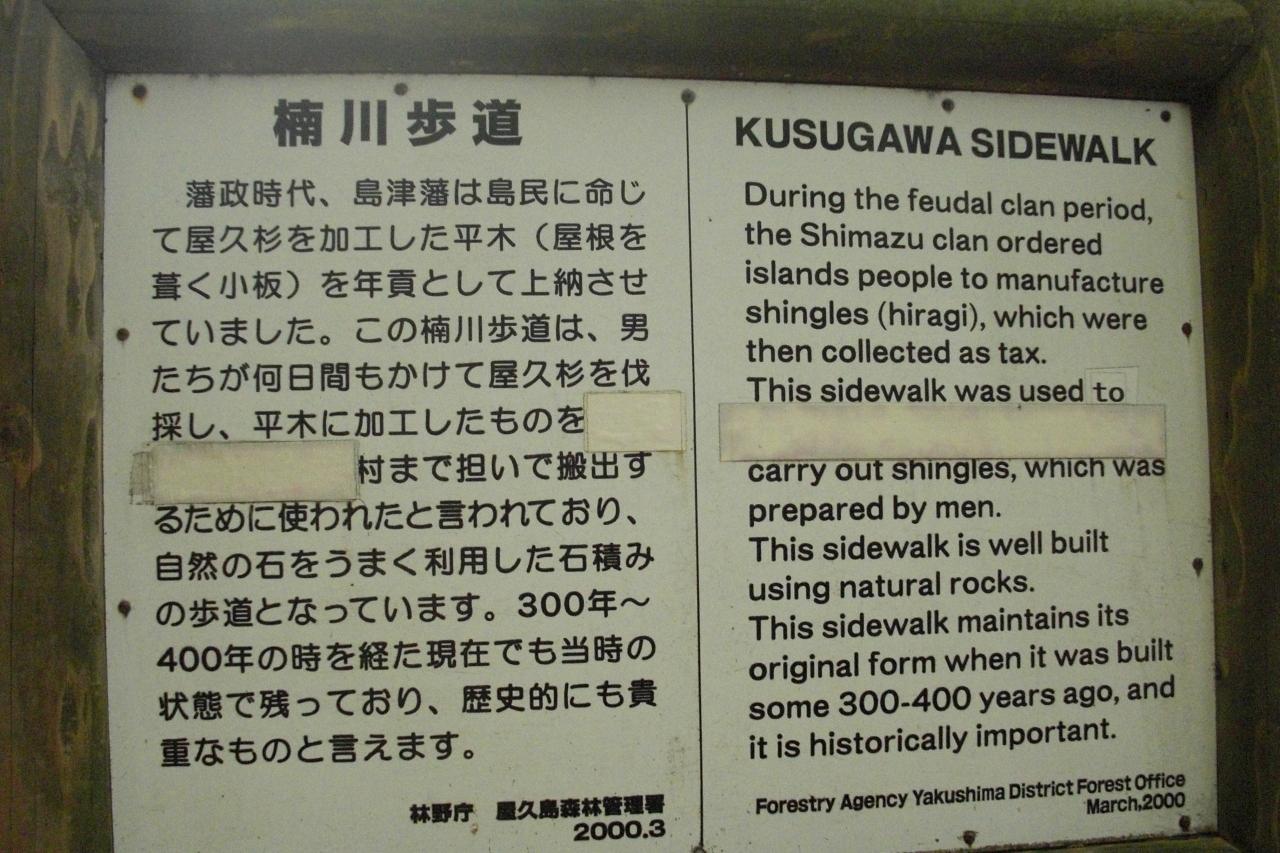 楠川歩道
藩政時代、島津藩は島民に命じ
て屋久杉を加工した平木（屋根を
葺く小板）を年貢として上納させ
ていました。この楠川歩道は、男
たちが何日間もかけて屋久杉を伐
採し、平木に加工したものを
村まで担いで搬出す
るために使われたと言われており、
自然の石をうまく利用した石積み
の歩道となっています。300年～
400年の時を経た現在でも当時の
状態で残っており、歴史的にも貴
重なものと言えます。
林野庁　屋久島森林管理署
2000.3
KUSUGAWA SIDEWALK
During the feudal clan period,
the Shimazu clan ordered
islands people to manufacture
shingles (hiragi), which were
then collected as tax.
This sidewalk was used to
carry out shingles, which was
prepared by men.
This sidewalk is well built
using natural rocks.
This sidewalk maintains its
original form when it was built
some 300-400 years ago, and
it is historically important.
Forestry Agency Yakushima District Forest Office
March,2000